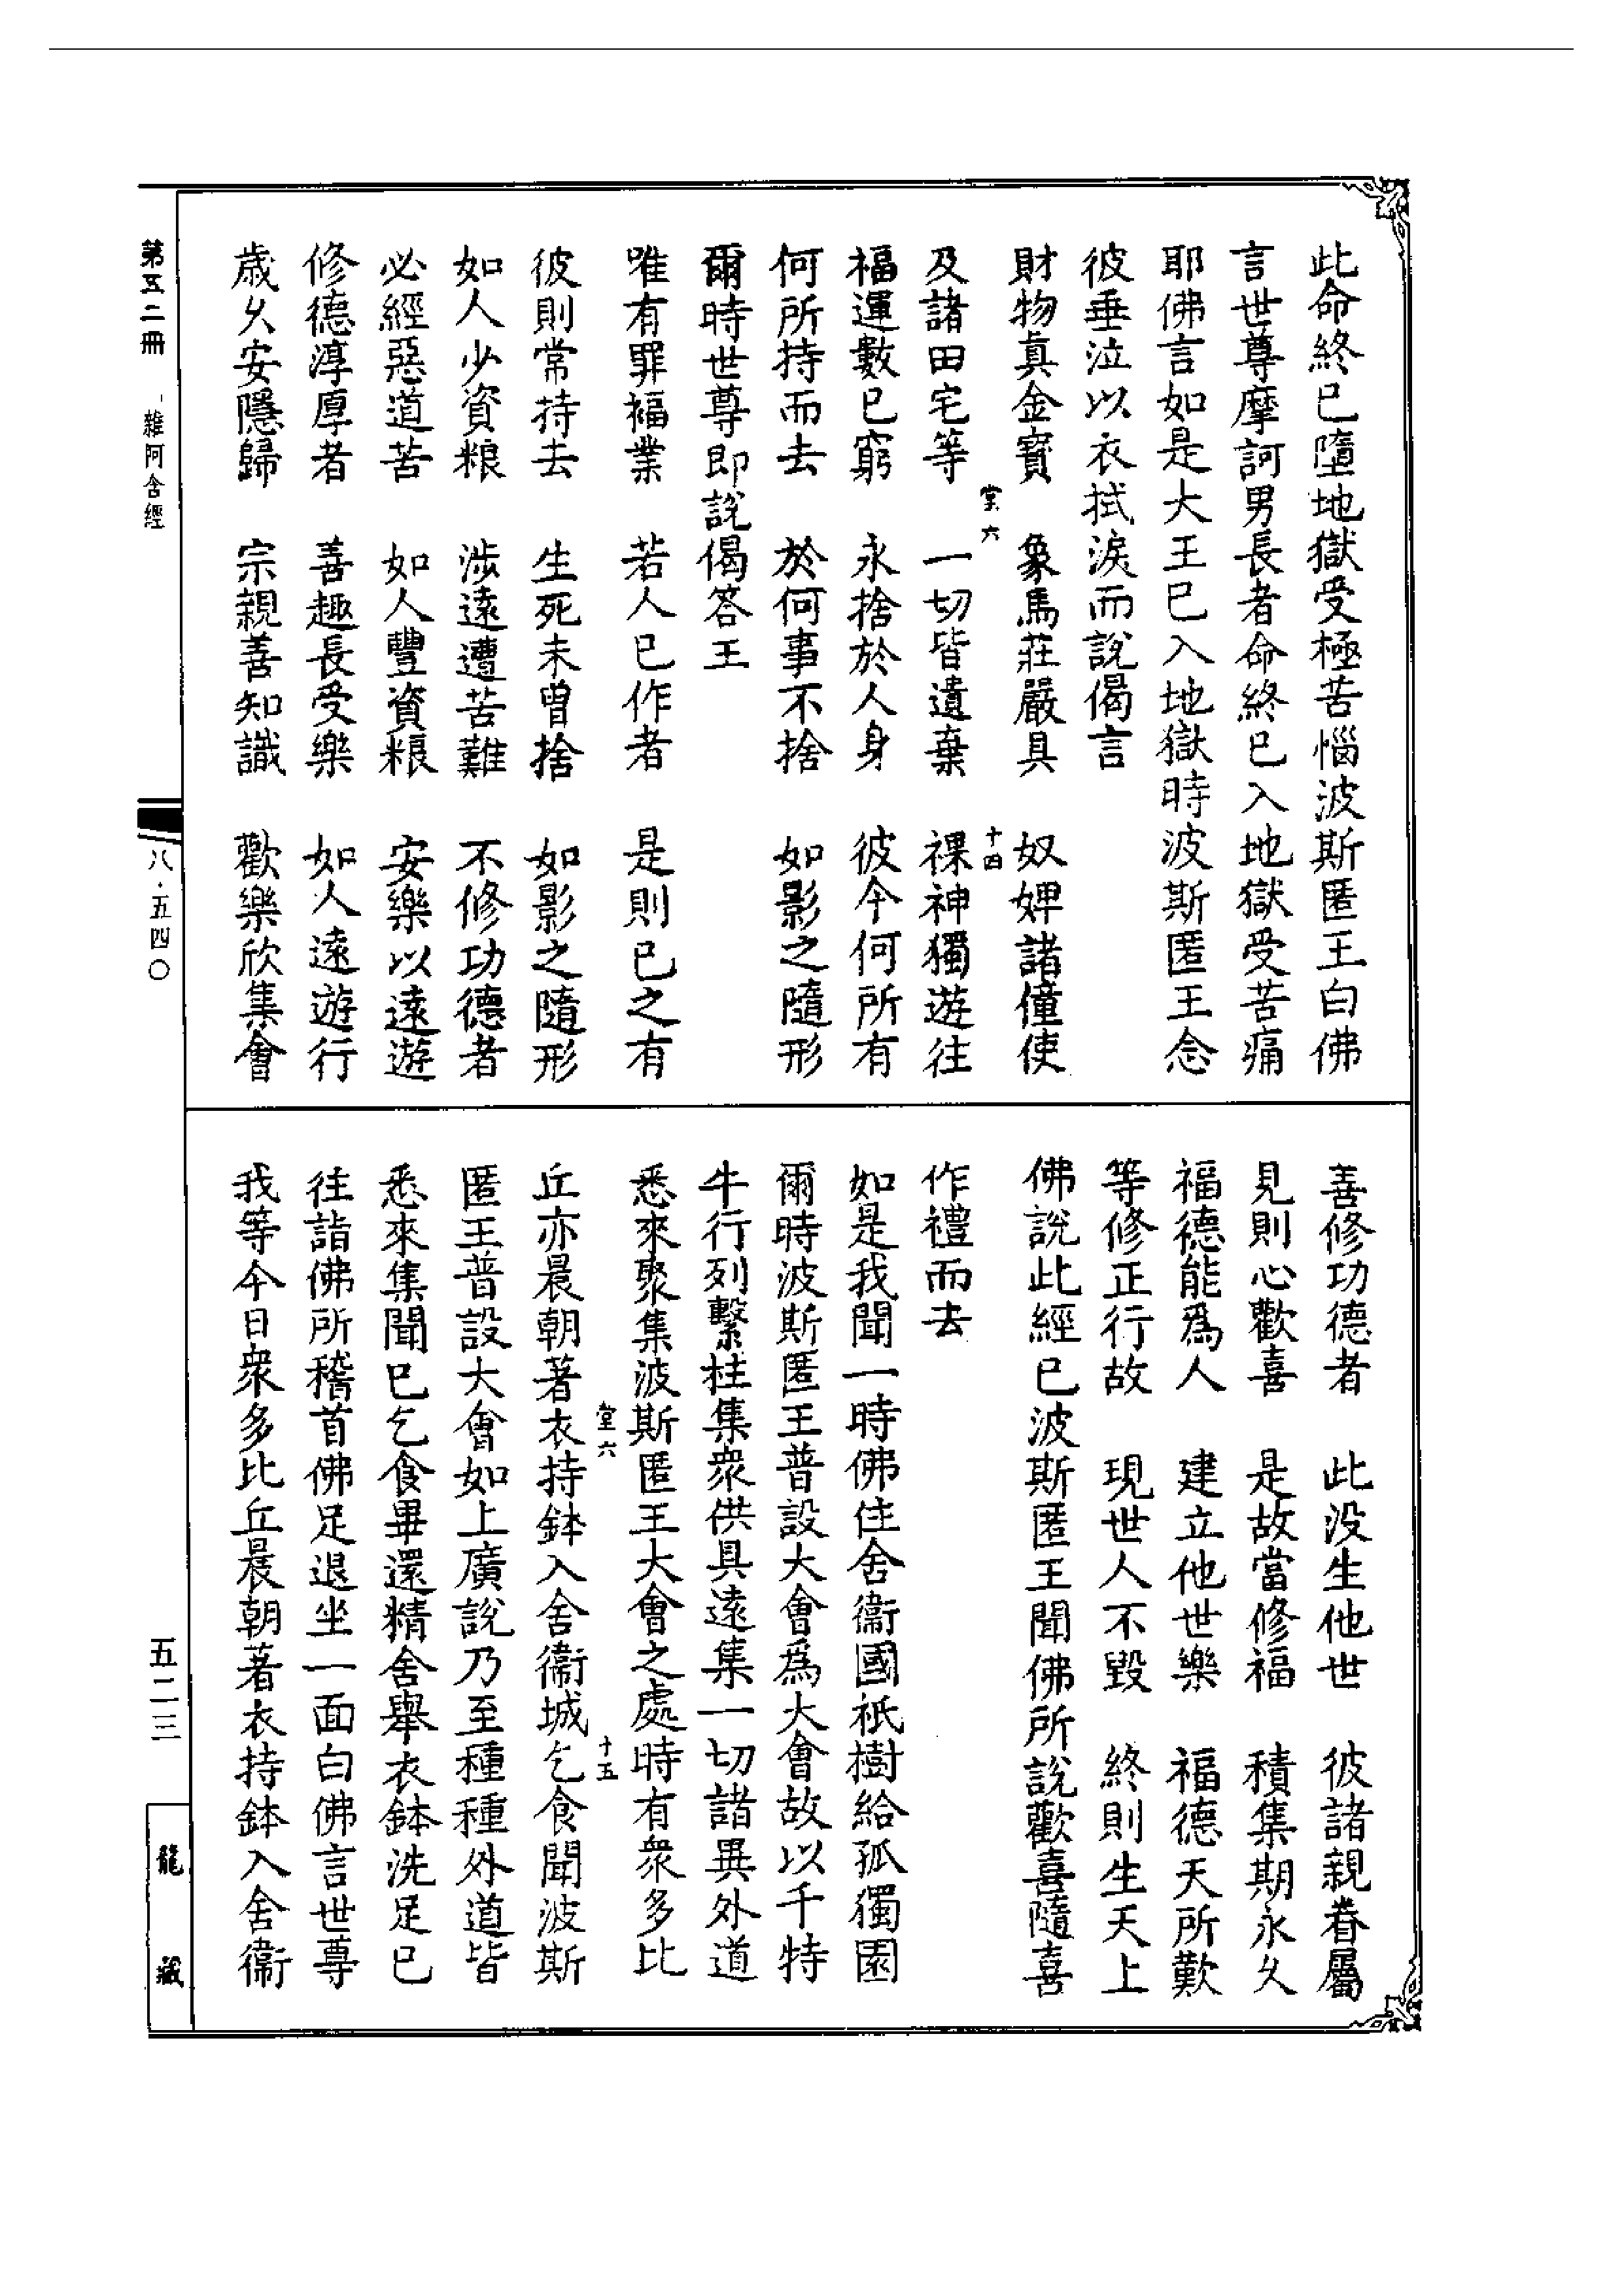 此命終已墮地獄受極苦惱波斯匿王白佛
言世尊摩訶男長者命終已入地獄受苦痛
耶佛言如是大王已入地獄時波斯匿王念
彼垂泣以衣拭淚而說偈言
財物真金寶　象馬莊嚴具　奴婢諸僮使
棠六　十四
及諸田宅等　一切皆遺棄　裸神獨遊往
福運數已窮　永捨於人身　彼今何所有
何所持而去　於何事不捨　如影之隨形
爾時世尊即說偈答王
唯有罪福業　若人已作者　是則已之有
彼則常持去　生死未曾捨　如影之隨形
如人少資粮　涉遠遭苦難　不修功德者
必經惡道苦　如人豐資粮　安樂以遠遊
修德淳厚者　善趣長受樂　如人遠遊行
歲久安隱歸　宗親善知識　歡樂欣集會
善修功德者　此沒生他世　彼諸親眷屬
見則心歡喜　是故當修福　積集期永久
福德能為人　建立他世樂　福德天所歎
等修正行故　現世人不毀　終則生天上
佛說此經已波斯匿王聞佛所說歡喜隨喜
作禮而去
如是我聞一時佛住舍衞國祇樹給孤獨園
爾時波斯匿王普設大會為大會故以千特
牛行列繫柱集衆供具遠集一切諸異外道
悉來聚集波斯匿王大會之處時有衆多比
堂六　十五
丘亦晨朝著衣持鉢入舍衞城乞食聞波斯
匿王普設大會如上廣說乃至種種外道皆
悉來集聞已乞食畢還精舍舉衣鉢洗足已
往詣佛所稽首佛足退坐一面白佛言世尊
我等今日衆多比丘晨朝著衣持鉢入舍衞
第五二冊　雜阿含經
八·五四〇
五二三
龍藏